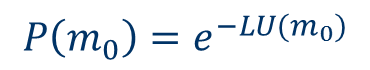 P(m₀) = e^{-LU(m₀)}